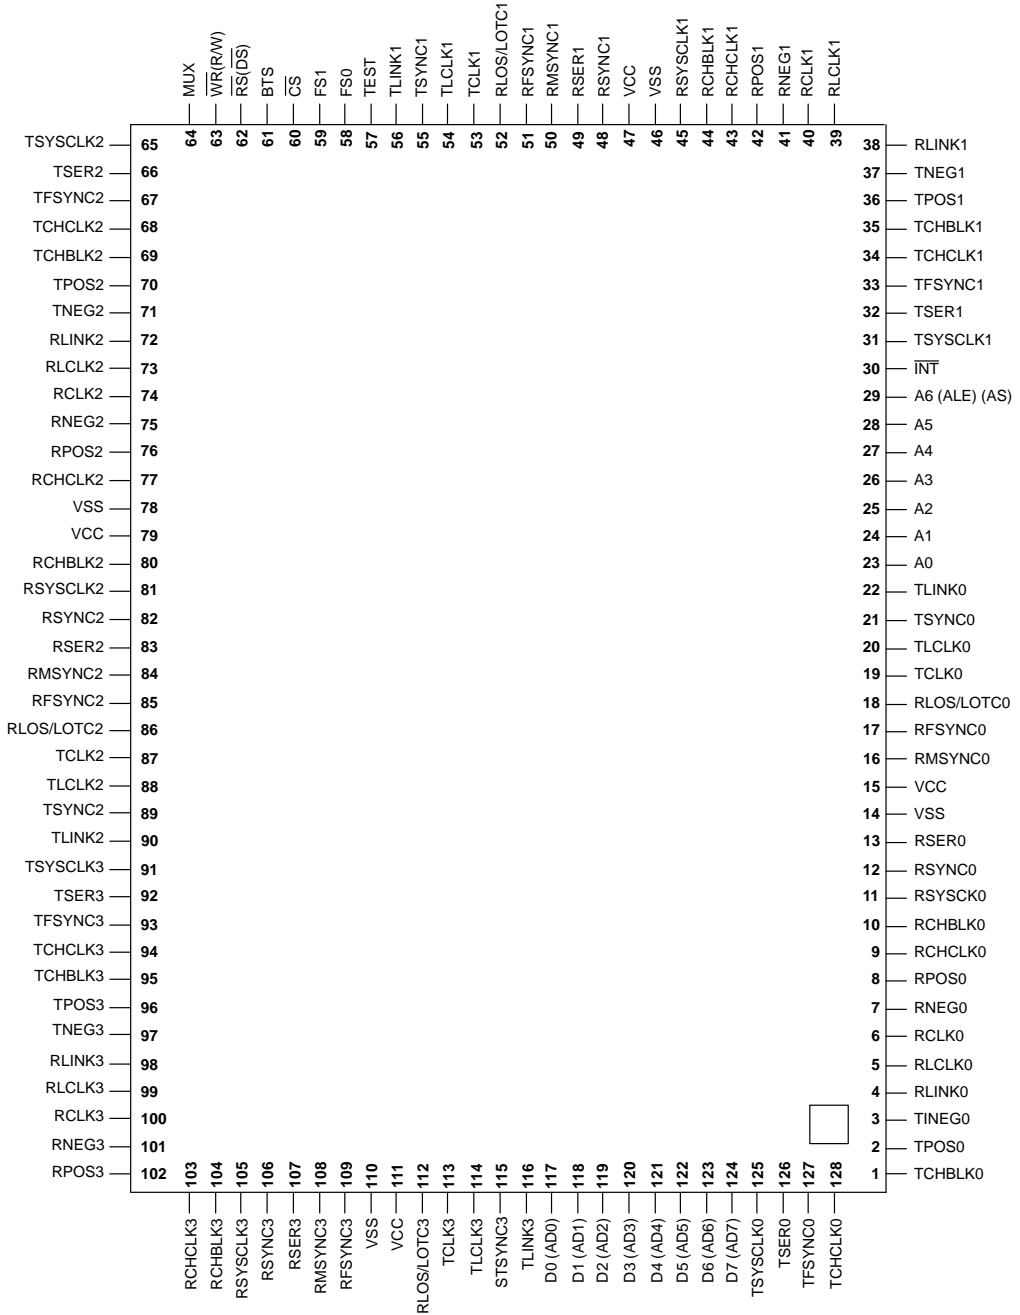 MUX
WR(R/W)
RS(DS)
BTS
CS
FS1
FS0
TEST
TLINK1
TSYNC1
TLCLK1
TCLK1
RLOS/LOTC1
RFSYNC1
RMSYNC1
RSER1
RSYNC1
VCC
VSS
RSYSCLK1
RCHBLK1
RCHCLK1
RPOS1
RNEG1
RCLK1
RLCLK1
64
63
62
61
60
59
58
57
56
55
54
53
52
51
50
49
48
47
46
45
44
43
42
41
40
39
TSYSCLK2 65
TSER2 66
TFSYNC2 67
TCHCLK2 68
TCHBLK2 69
TPOS2 70
TNEG2 71
RLINK2 72
RLCLK2 73
RCLK2 74
RNEG2 75
RPOS2 76
RCHCLK2 77
VSS 78
VCC 79
RCHBLK2 80
RSYSCLK2 81
RSYNC2 82
RSER2 83
RMSYNC2 84
RFSYNC2 85
RLOS/LOTC2 86
TCLK2 87
TLCLK2 88
TSYNC2 89
TLINK2 90
TSYSCLK3 91
TSER3 92
TFSYNC3 93
TCHCLK3 94
TCHBLK3 95
TPOS3 96
TNEG3 97
RLINK3 98
RLCLK3 99
RCLK3 100
RNEG3 101
RPOS3 102
38 RLINK1
37 TNEG1
36 TPOS1
35 TCHBLK1
34 TCHCLK1
33 TFSYNC1
32 TSER1
31 TSYSCLK1
30 INT
29 A6 (ALE) (AS)
28 A5
27 A4
26 A3
25 A2
24 A1
23 A0
22 TLINK0
21 TSYNC0
20 TLCLK0
19 TCLK0
18 RLOS/LOTC0
17 RFSYNC0
16 RMSYNC0
15 VCC
14 VSS
13 RSER0
12 RSYNC0
11 RSYSCK0
10 RCHBLK0
9 RCHCLK0
8 RPOS0
7 RNEG0
6 RCLK0
5 RLCLK0
4 RLINK0
3 TINEG0
2 TPOS0
1 TCHBLK0
103
104
105
106
107
108
109
110
111
112
113
114
115
116
117
118
119
120
121
122
123
124
125
126
127
128
RCHCLK3
RCHBLK3
RSYSCLK3
RSYNC3
RSER3
RMSYNC3
RFSYNC3
VSS
VCC
RLOS/LOTC3
TCLK3
TLCLK3
STSYNC3
TLINK3
D0 (AD0)
D1 (AD1)
D2 (AD2)
D3 (AD3)
D4 (AD4)
D5 (AD5)
D6 (AD6)
D7 (AD7)
TSYSCLK0
TSER0
TFSYNC0
TCHCLK0